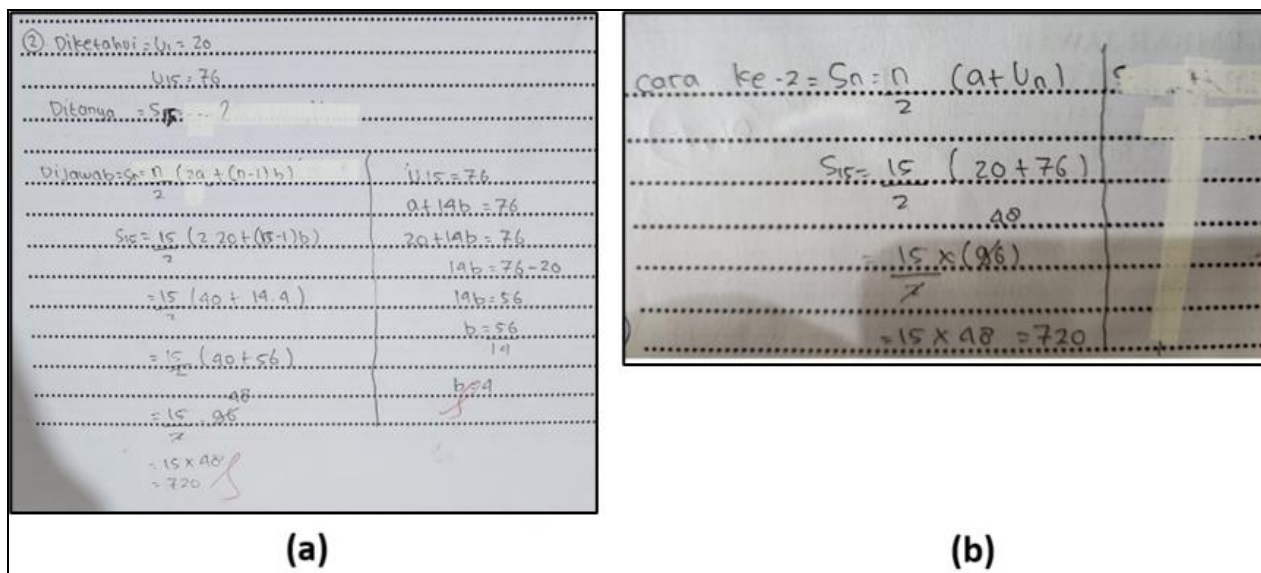 ② Diketahui = U1 = 20
U15 = 76
Ditanya = S15 = ... ?
Dijawab = Sn = n/2 (2a + (n-1) b)
S15 = 15/2 (2.20 + (15-1) b)
= 15/2 (40 + 14.4)
= 15/2 (40 + 56)
= 15/2 . 96 48
= 15 x 48
= 720
U15 = 76
a + 14b = 76
20 + 14b = 76
14b = 76 - 20
14b = 56
b = 56/14
b = 4
(a)
cara ke-2 = Sn = n/2 (a + Un)
S15 = 15/2 (20 + 76)
= 15/2 x (96) 48
= 15 x 48 = 720
(b)